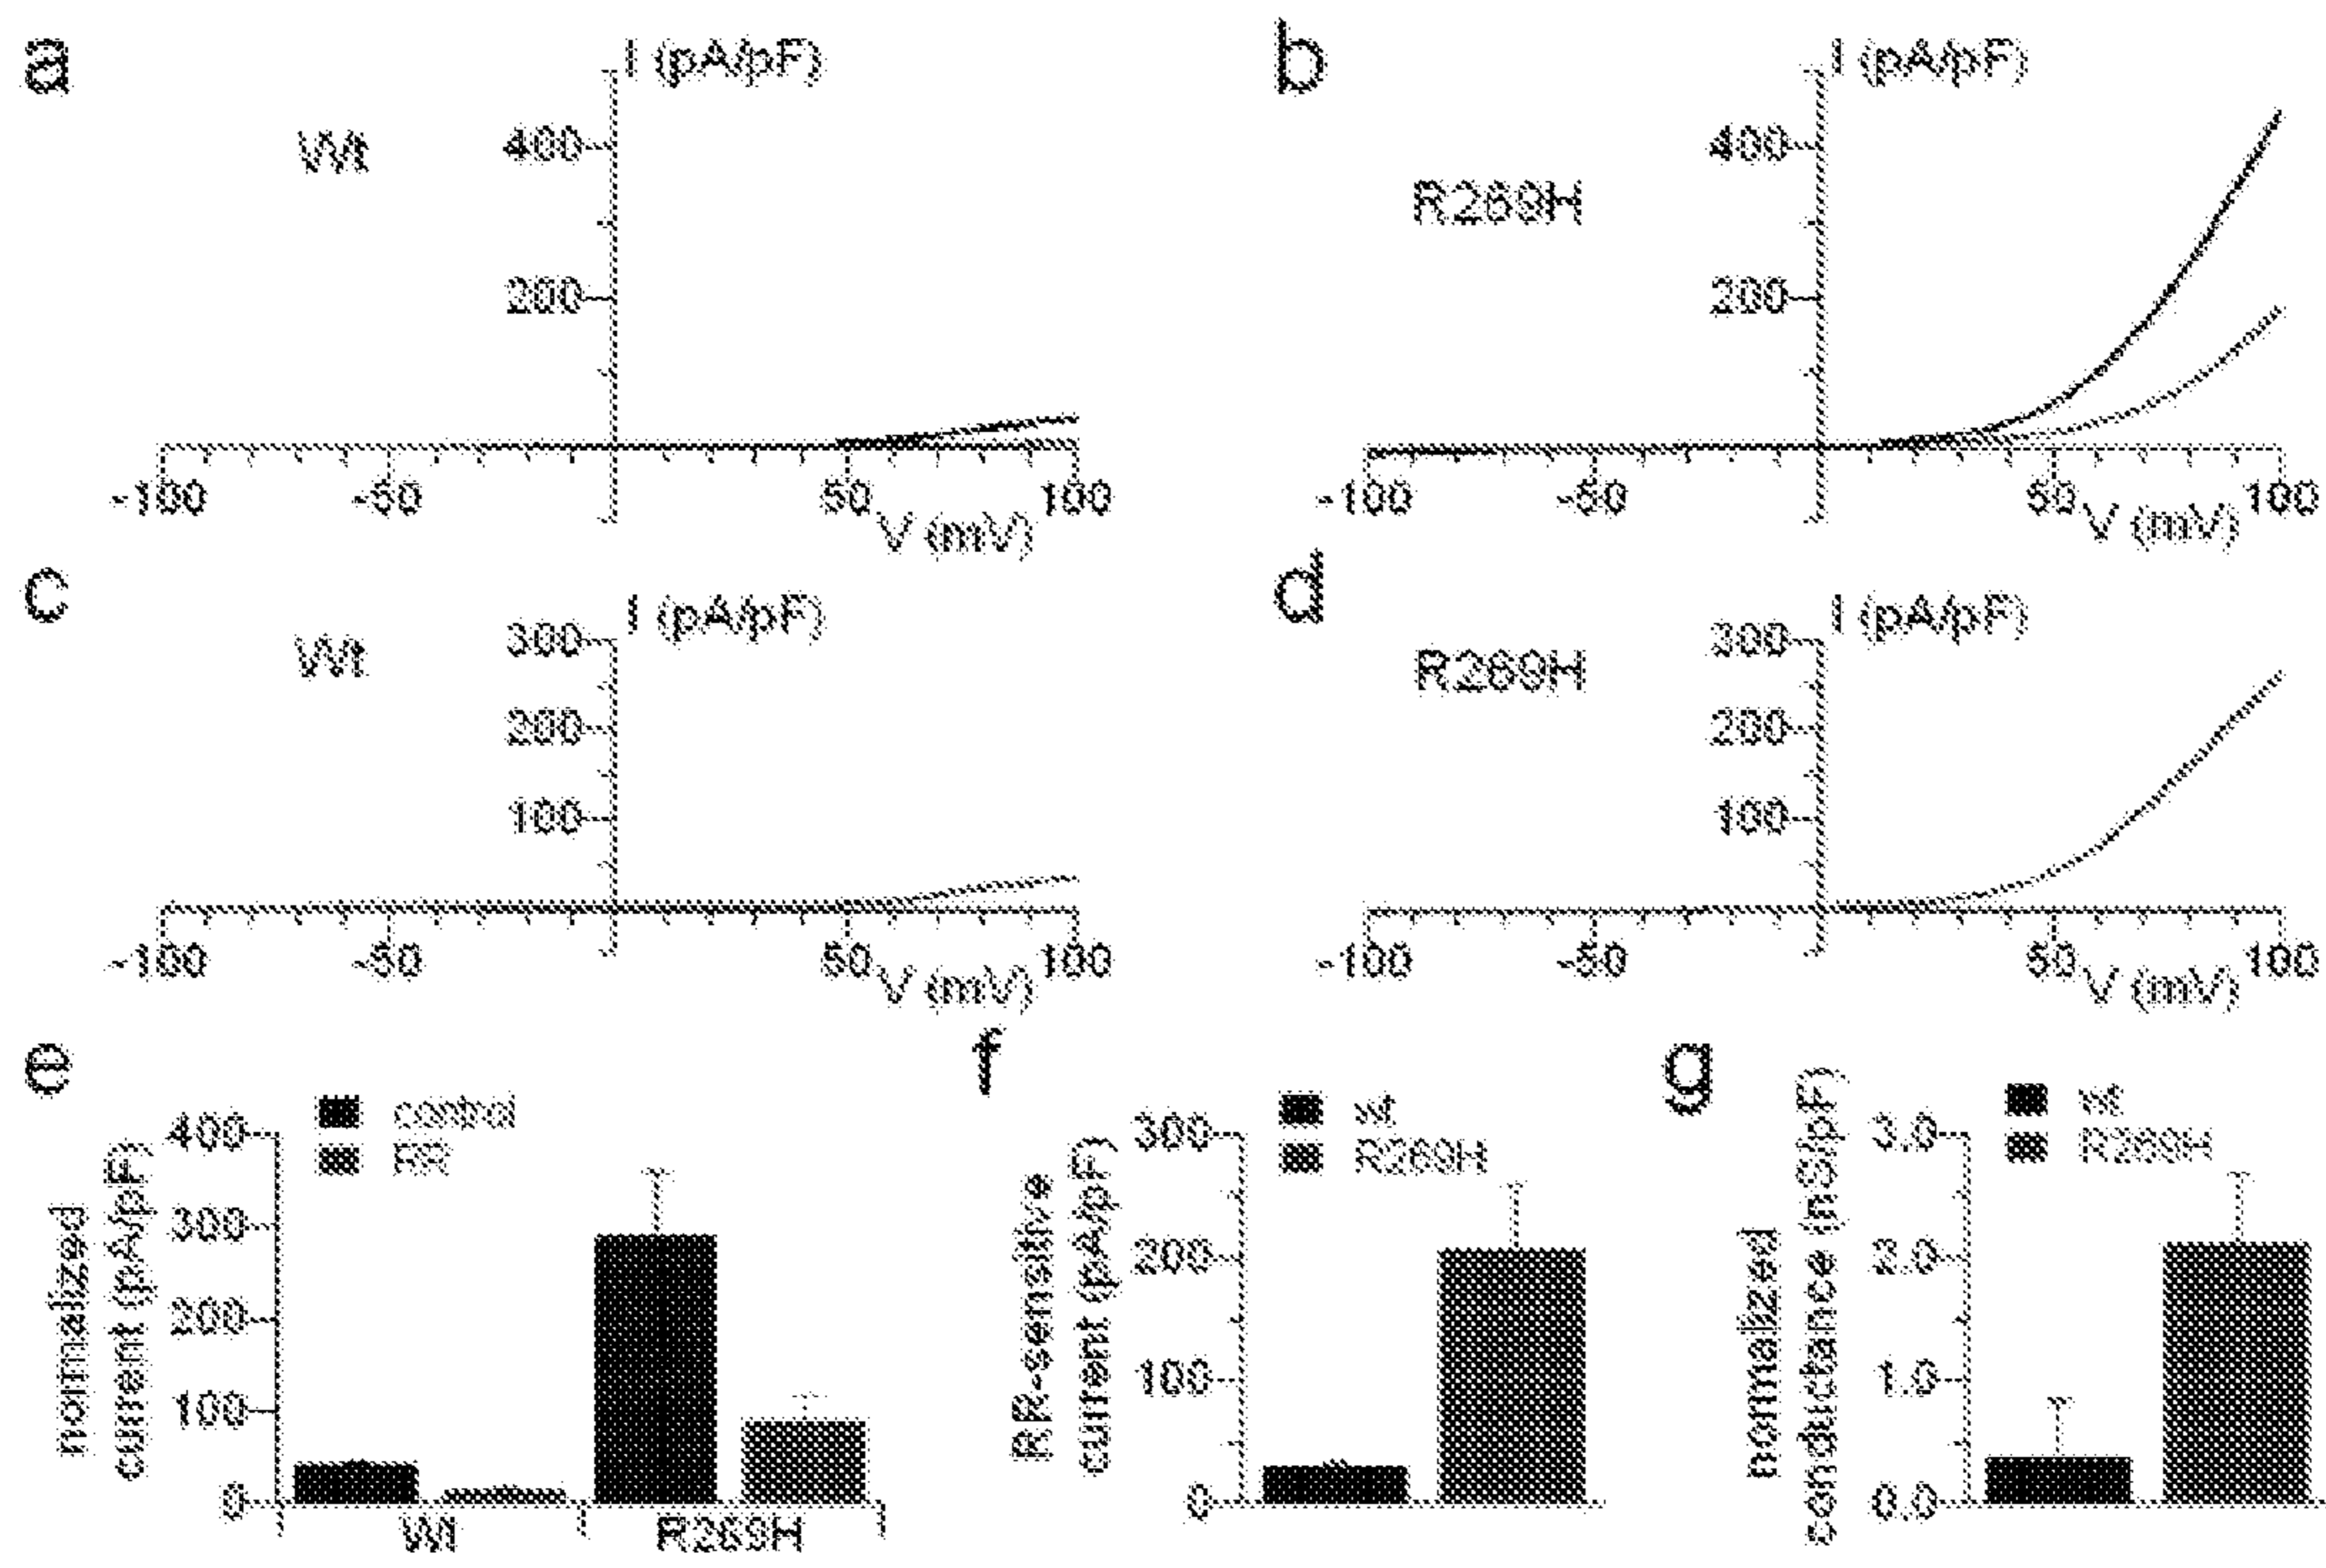 a
I (pA/pF)
Wt
400
200
-100
-50
50
100
V (mV)
b
I (pA/pF)
R269H
400
200
-100
-50
50
100
V (mV)
c
I (pA/pF)
Wt
300
200
100
-100
-50
50
100
V (mV)
d
I (pA/pF)
R269H
300
200
100
-100
-50
50
100
V (mV)
e
control
RR
normalized
current (pA/pF)
400
300
200
100
0
Wt
R269H
f
wt
R269H
RR-sensitive
current (pA/pF)
300
200
100
0
g
wt
R269H
normalized
conductance (nS/pF)
3.0
2.0
1.0
0.0